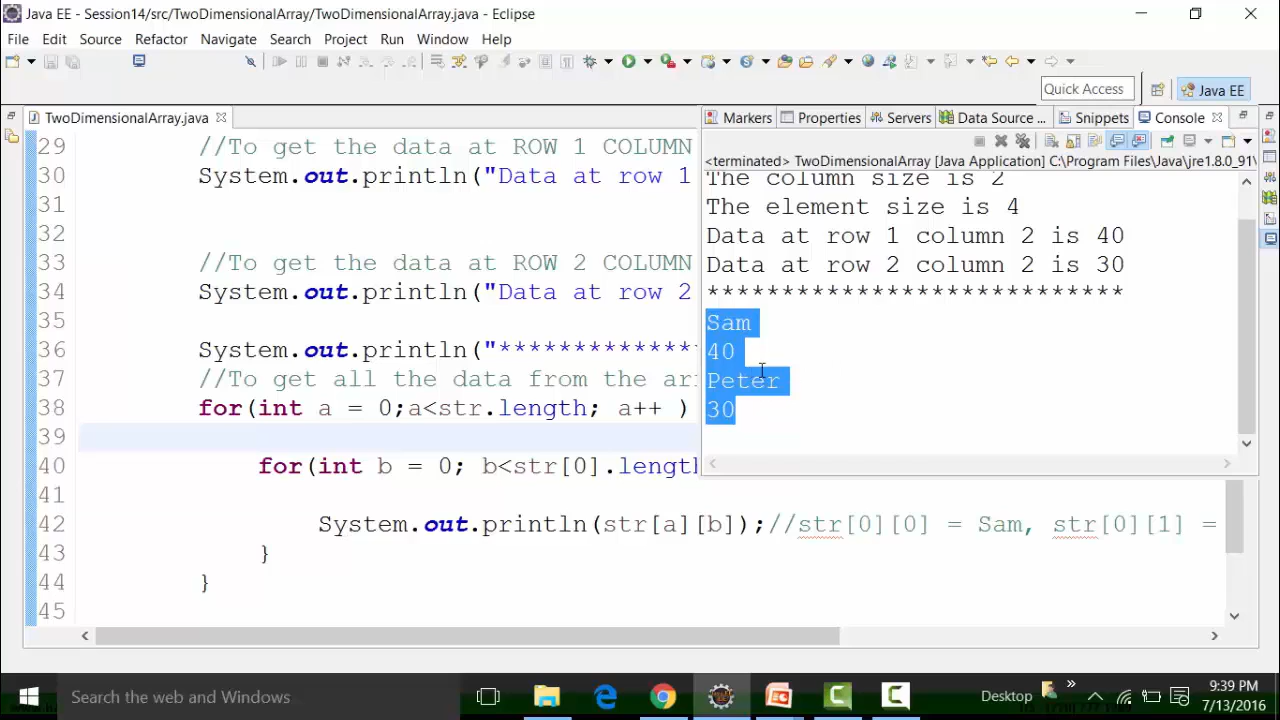 Java EE - Session14/src/TwoDimensionalArray/TwoDimensionalArray.java - Eclipse
File Edit Source Refactor Navigate Search Project Run Window Help
Quick Access
Java EE
TwoDimensionalArray.java
Markers Properties Servers Data Source ... Snippets Console
<terminated> TwoDimensionalArray [Java Application] C:\Program Files\Java\jre1.8.0_91\
29 //To get the data at ROW 1 COLUMN
30 System.out.println("Data at row 1
31
32
33 //To get the data at ROW 2 COLUMN
34 System.out.println("Data at row 2
35
36 System.out.println("**************
37 //To get all the data from the ar
38 for(int a = 0;a<str.length; a++ )
39
40 for(int b = 0; b<str[0].length
41
42 System.out.println(str[a][b]);//str[0][0] = Sam, str[0][1] =
43 }
44 }
45
The column size is 2
The element size is 4
Data at row 1 column 2 is 40
Data at row 2 column 2 is 30
****************************
Sam
40
Peter
30
Search the web and Windows
Desktop
9:39 PM
7/13/2016